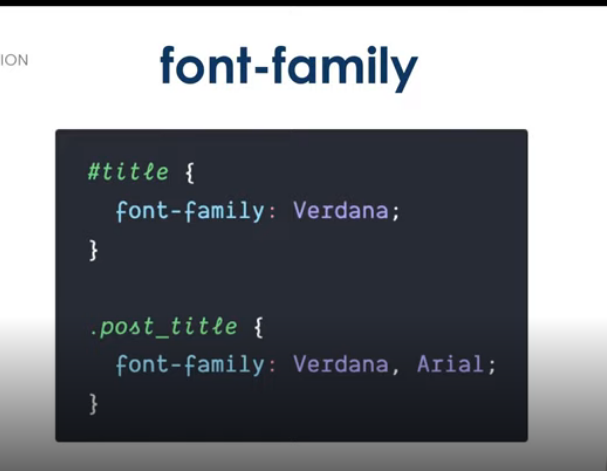 ION
font-family
#title {
font-family: Verdana;
}
.post_title {
font-family: Verdana, Arial;
}